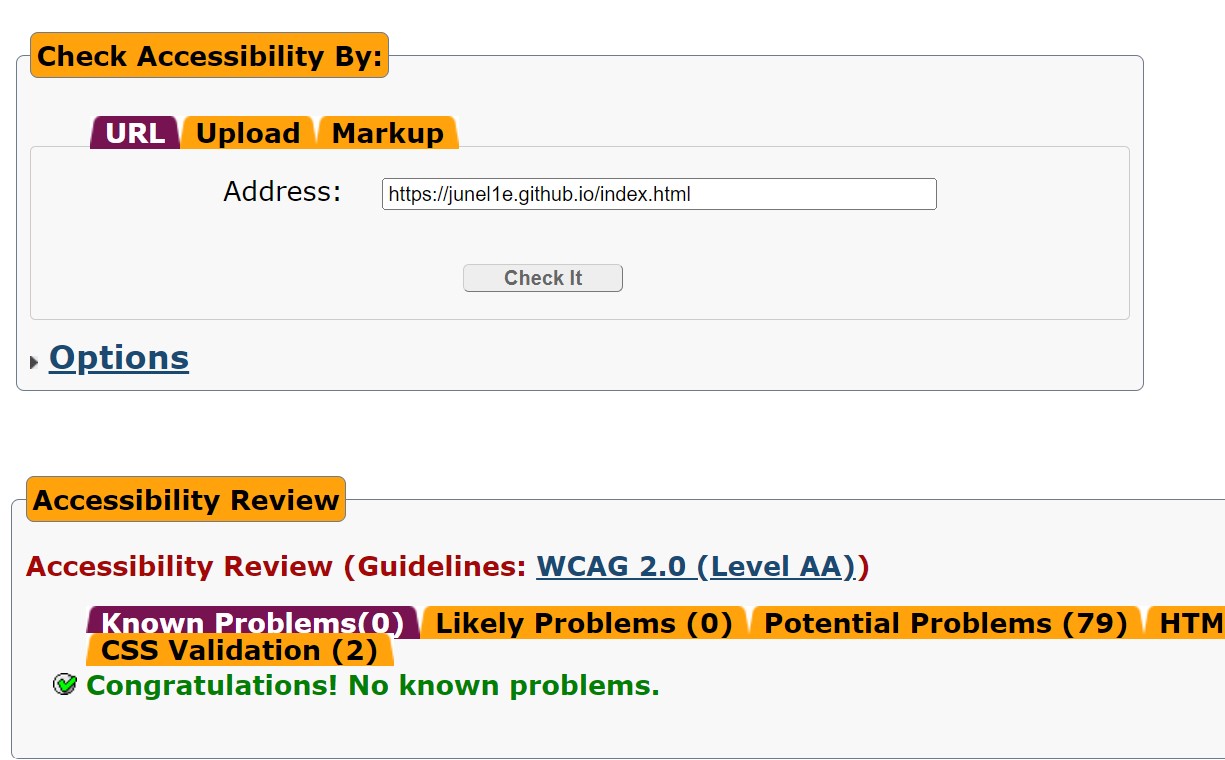 Check Accessibility By:
URL Upload Markup
Address: https://junel1e.github.io/index.html
Check It
Options
Accessibility Review
Accessibility Review (Guidelines: WCAG 2.0 (Level AA))
Known Problems(0) Likely Problems (0) Potential Problems (79) HTM
CSS Validation (2)
Congratulations! No known problems.